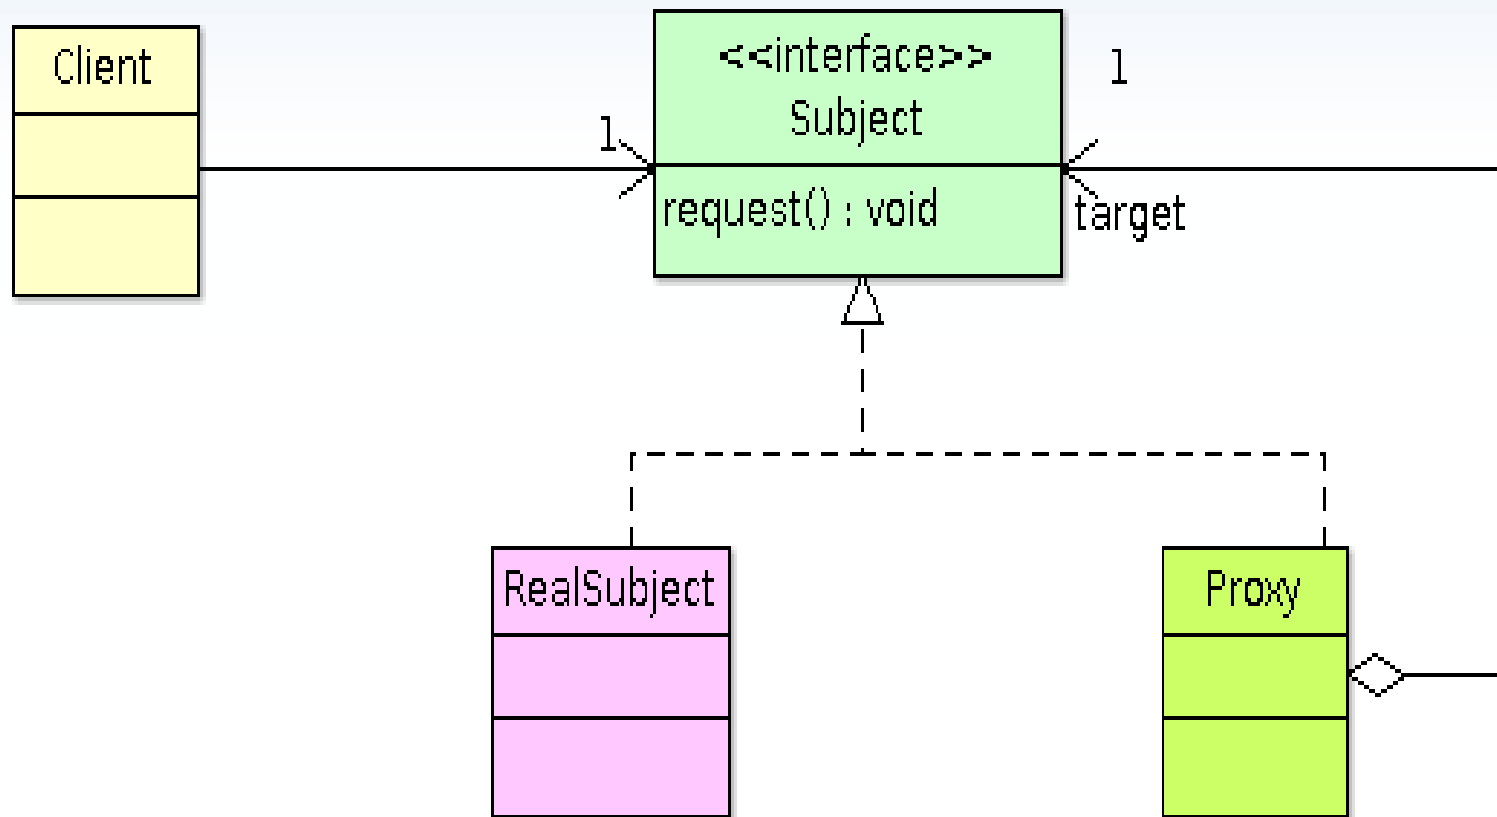 Client
<<interface>>
Subject
1
1
request() : void
target
RealSubject
Proxy